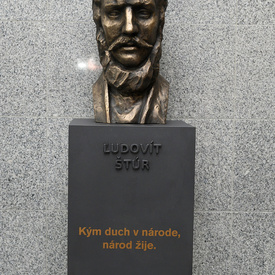 ĽUDOVÍT
ŠTÚR
Kým duch v národe,
národ žije.